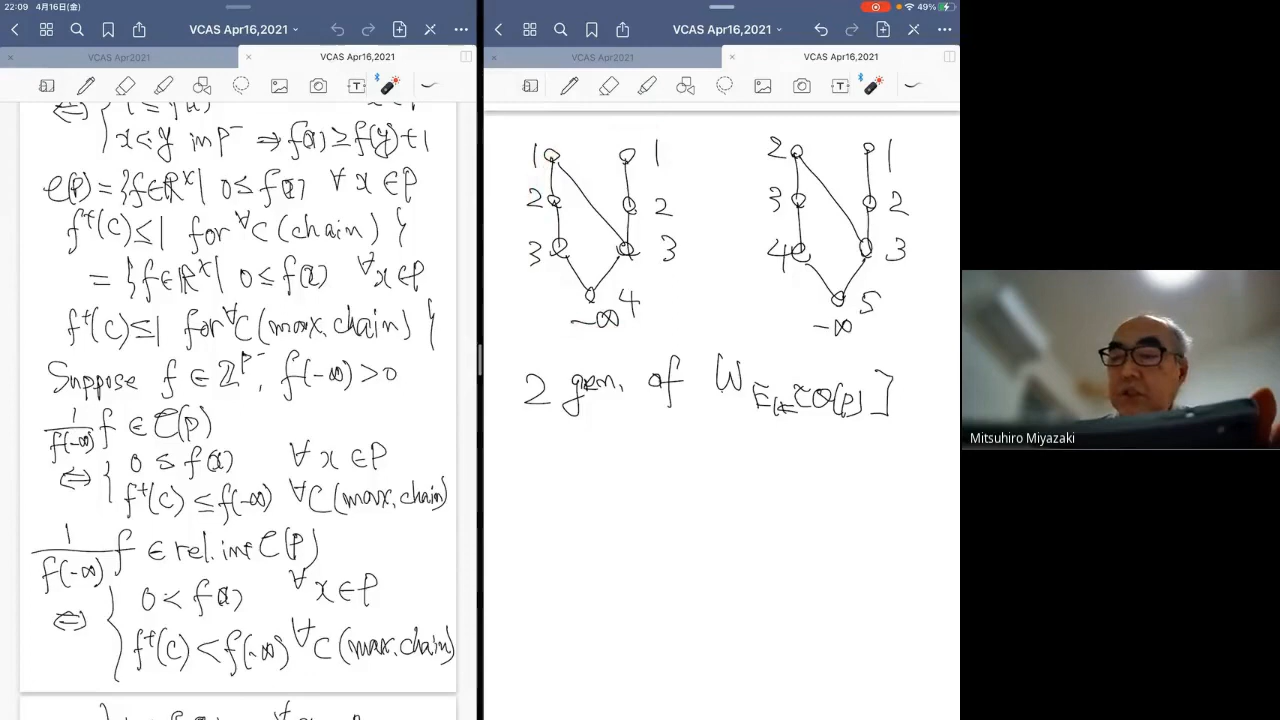 22:09 4月16日(金)
49%
VCAS Apr16,2021
VCAS Apr16,2021
VCAS Apr2021
VCAS Apr16,2021
VCAS Apr2021
VCAS Apr16,2021
x<y in P⁻ ⇒ f(x)≥f(y)+1
C(P)={f∈ℝˣ| 0≤f(x) ∀x∈P
f⁺(C)≤1 for ∀C(chain)}
={f∈ℝˣ| 0≤f(x) ∀x∈P
f⁺(C)≤1 for ∀C(max.chain)}
Suppose f∈ℤ^P⁻, f(-∞)>0
1/f(-∞) f ∈ C(P)
⇔ { 0≤f(x) ∀x∈P
f⁺(C)≤f(-∞) ∀C(max.chain)
1/f(-∞) f ∈ rel.int C(P)
⇔ { 0<f(x) ∀x∈P
f⁺(C)<f(-∞) ∀C(max.chain)
1 1 2 1
2 2 3 2
3 3 4 3
-∞ 4 -∞ 5
2 gen. of
Mitsuhiro Miyazaki